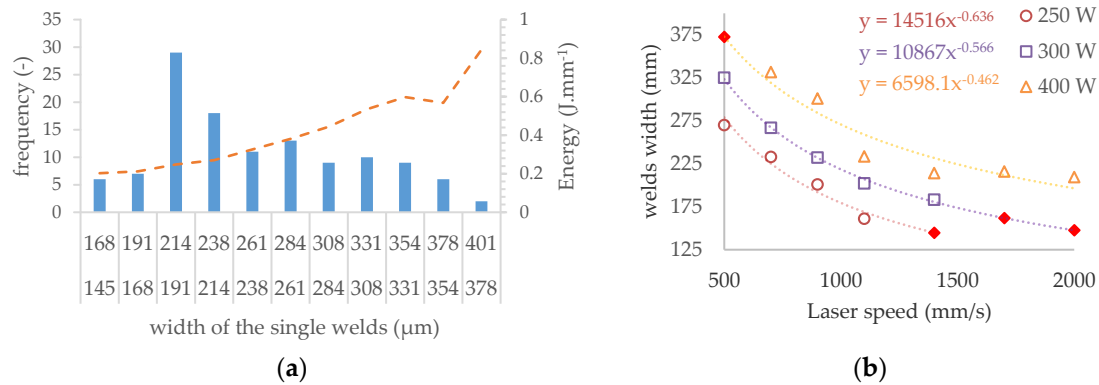 35
30
25
20
15
10
5
0
frequency (-)
1
0.8
0.6
0.4
0.2
0
Energy (J.mm-1)
168 191 214 238 261 284 308 331 354 378 401
145 168 191 214 238 261 284 308 331 354 378
width of the single welds (µm)
(a)
375
325
275
225
175
125
welds width (mm)
y = 14516x-0.636
y = 10867x-0.566
y = 6598.1x-0.462
250 W
300 W
400 W
500 1000 1500 2000
Laser speed (mm/s)
(b)